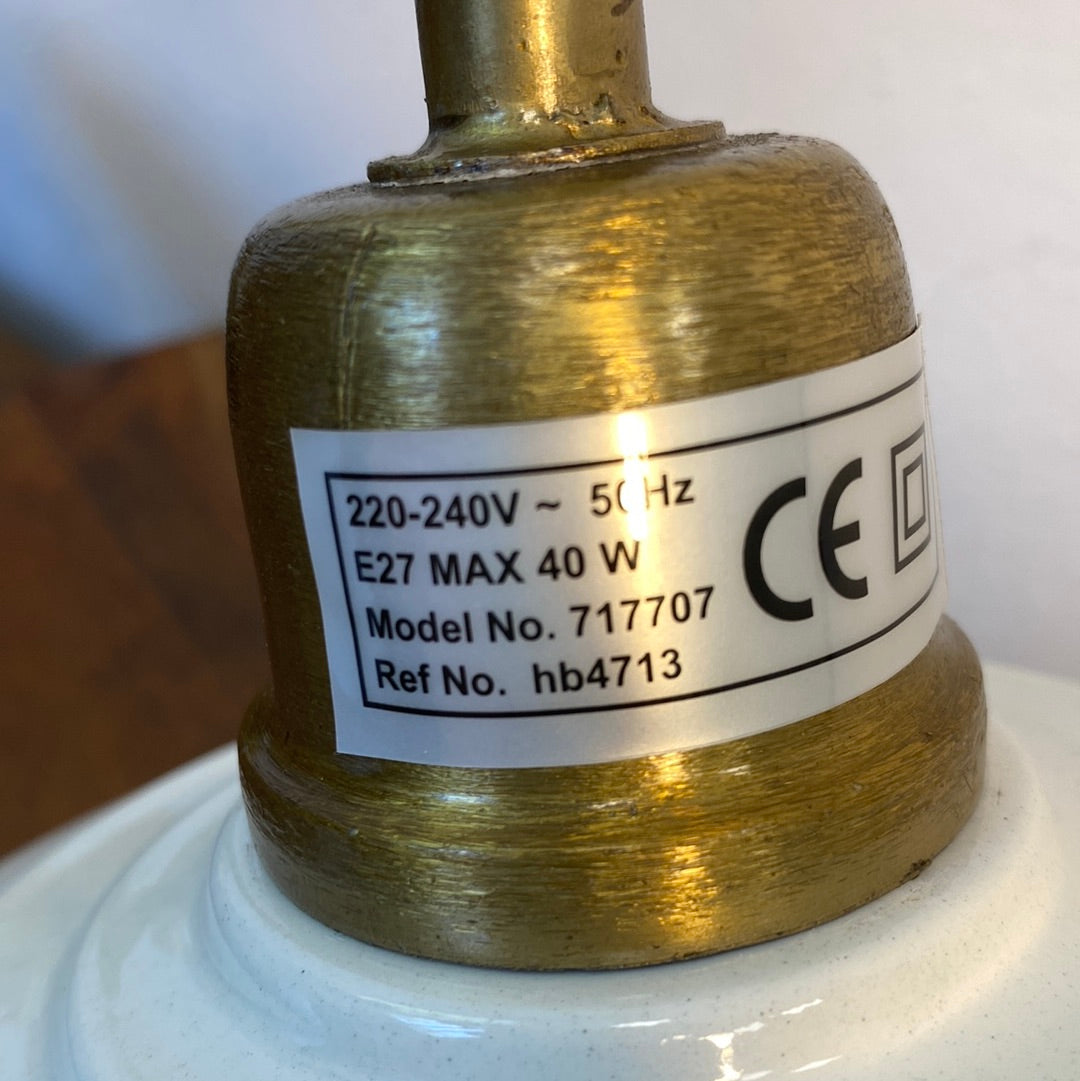 220-240V ~ 50Hz
E27 MAX 40 W
Model No. 717707
Ref No. hb4713
CE